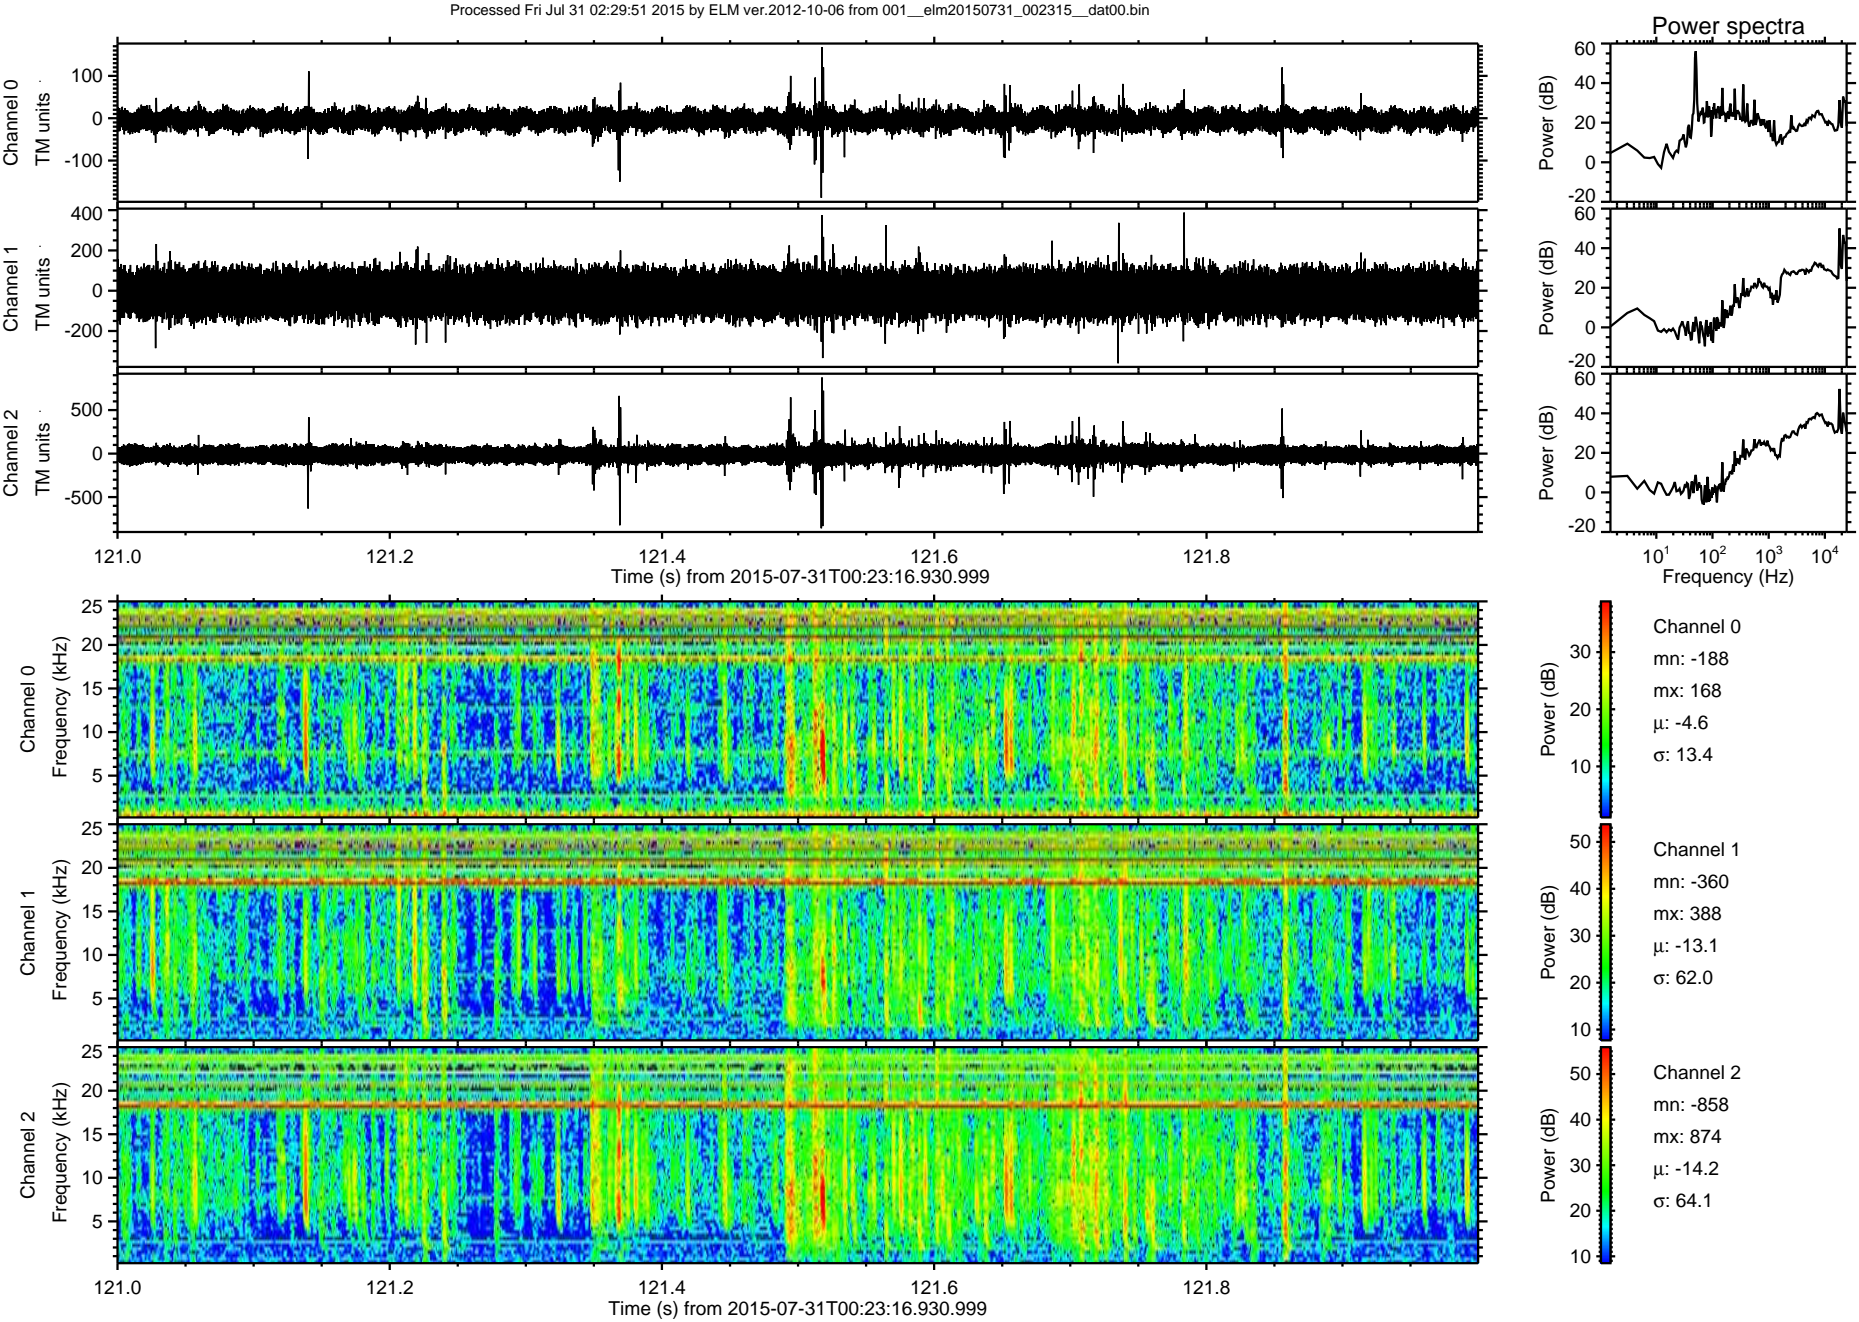 Processed Fri Jul 31 02:29:51 2015 by ELM ver.2012-10-06 from 001__elm20150731_002315__dat00.bin
Power spectra
Channel 0
TM units
100
0
-100
Power (dB)
60
40
20
0
-20
Channel 1
TM units
400
200
0
-200
Power (dB)
60
40
20
0
-20
Channel 2
TM units
500
0
-500
Power (dB)
60
40
20
0
-20
121.0 121.2 121.4 121.6 121.8
Time (s) from 2015-07-31T00:23:16.930.999
10^1 10^2 10^3 10^4
Frequency (Hz)
Channel 0
Frequency (kHz)
25
20
15
10
5
Power (dB)
30
20
10
Channel 0
mn: -188
mx: 168
μ: -4.6
σ: 13.4
Channel 1
Frequency (kHz)
25
20
15
10
5
Power (dB)
50
40
30
20
10
Channel 1
mn: -360
mx: 388
μ: -13.1
σ: 62.0
Channel 2
Frequency (kHz)
25
20
15
10
5
Power (dB)
50
40
30
20
10
Channel 2
mn: -858
mx: 874
μ: -14.2
σ: 64.1
121.0 121.2 121.4 121.6 121.8
Time (s) from 2015-07-31T00:23:16.930.999